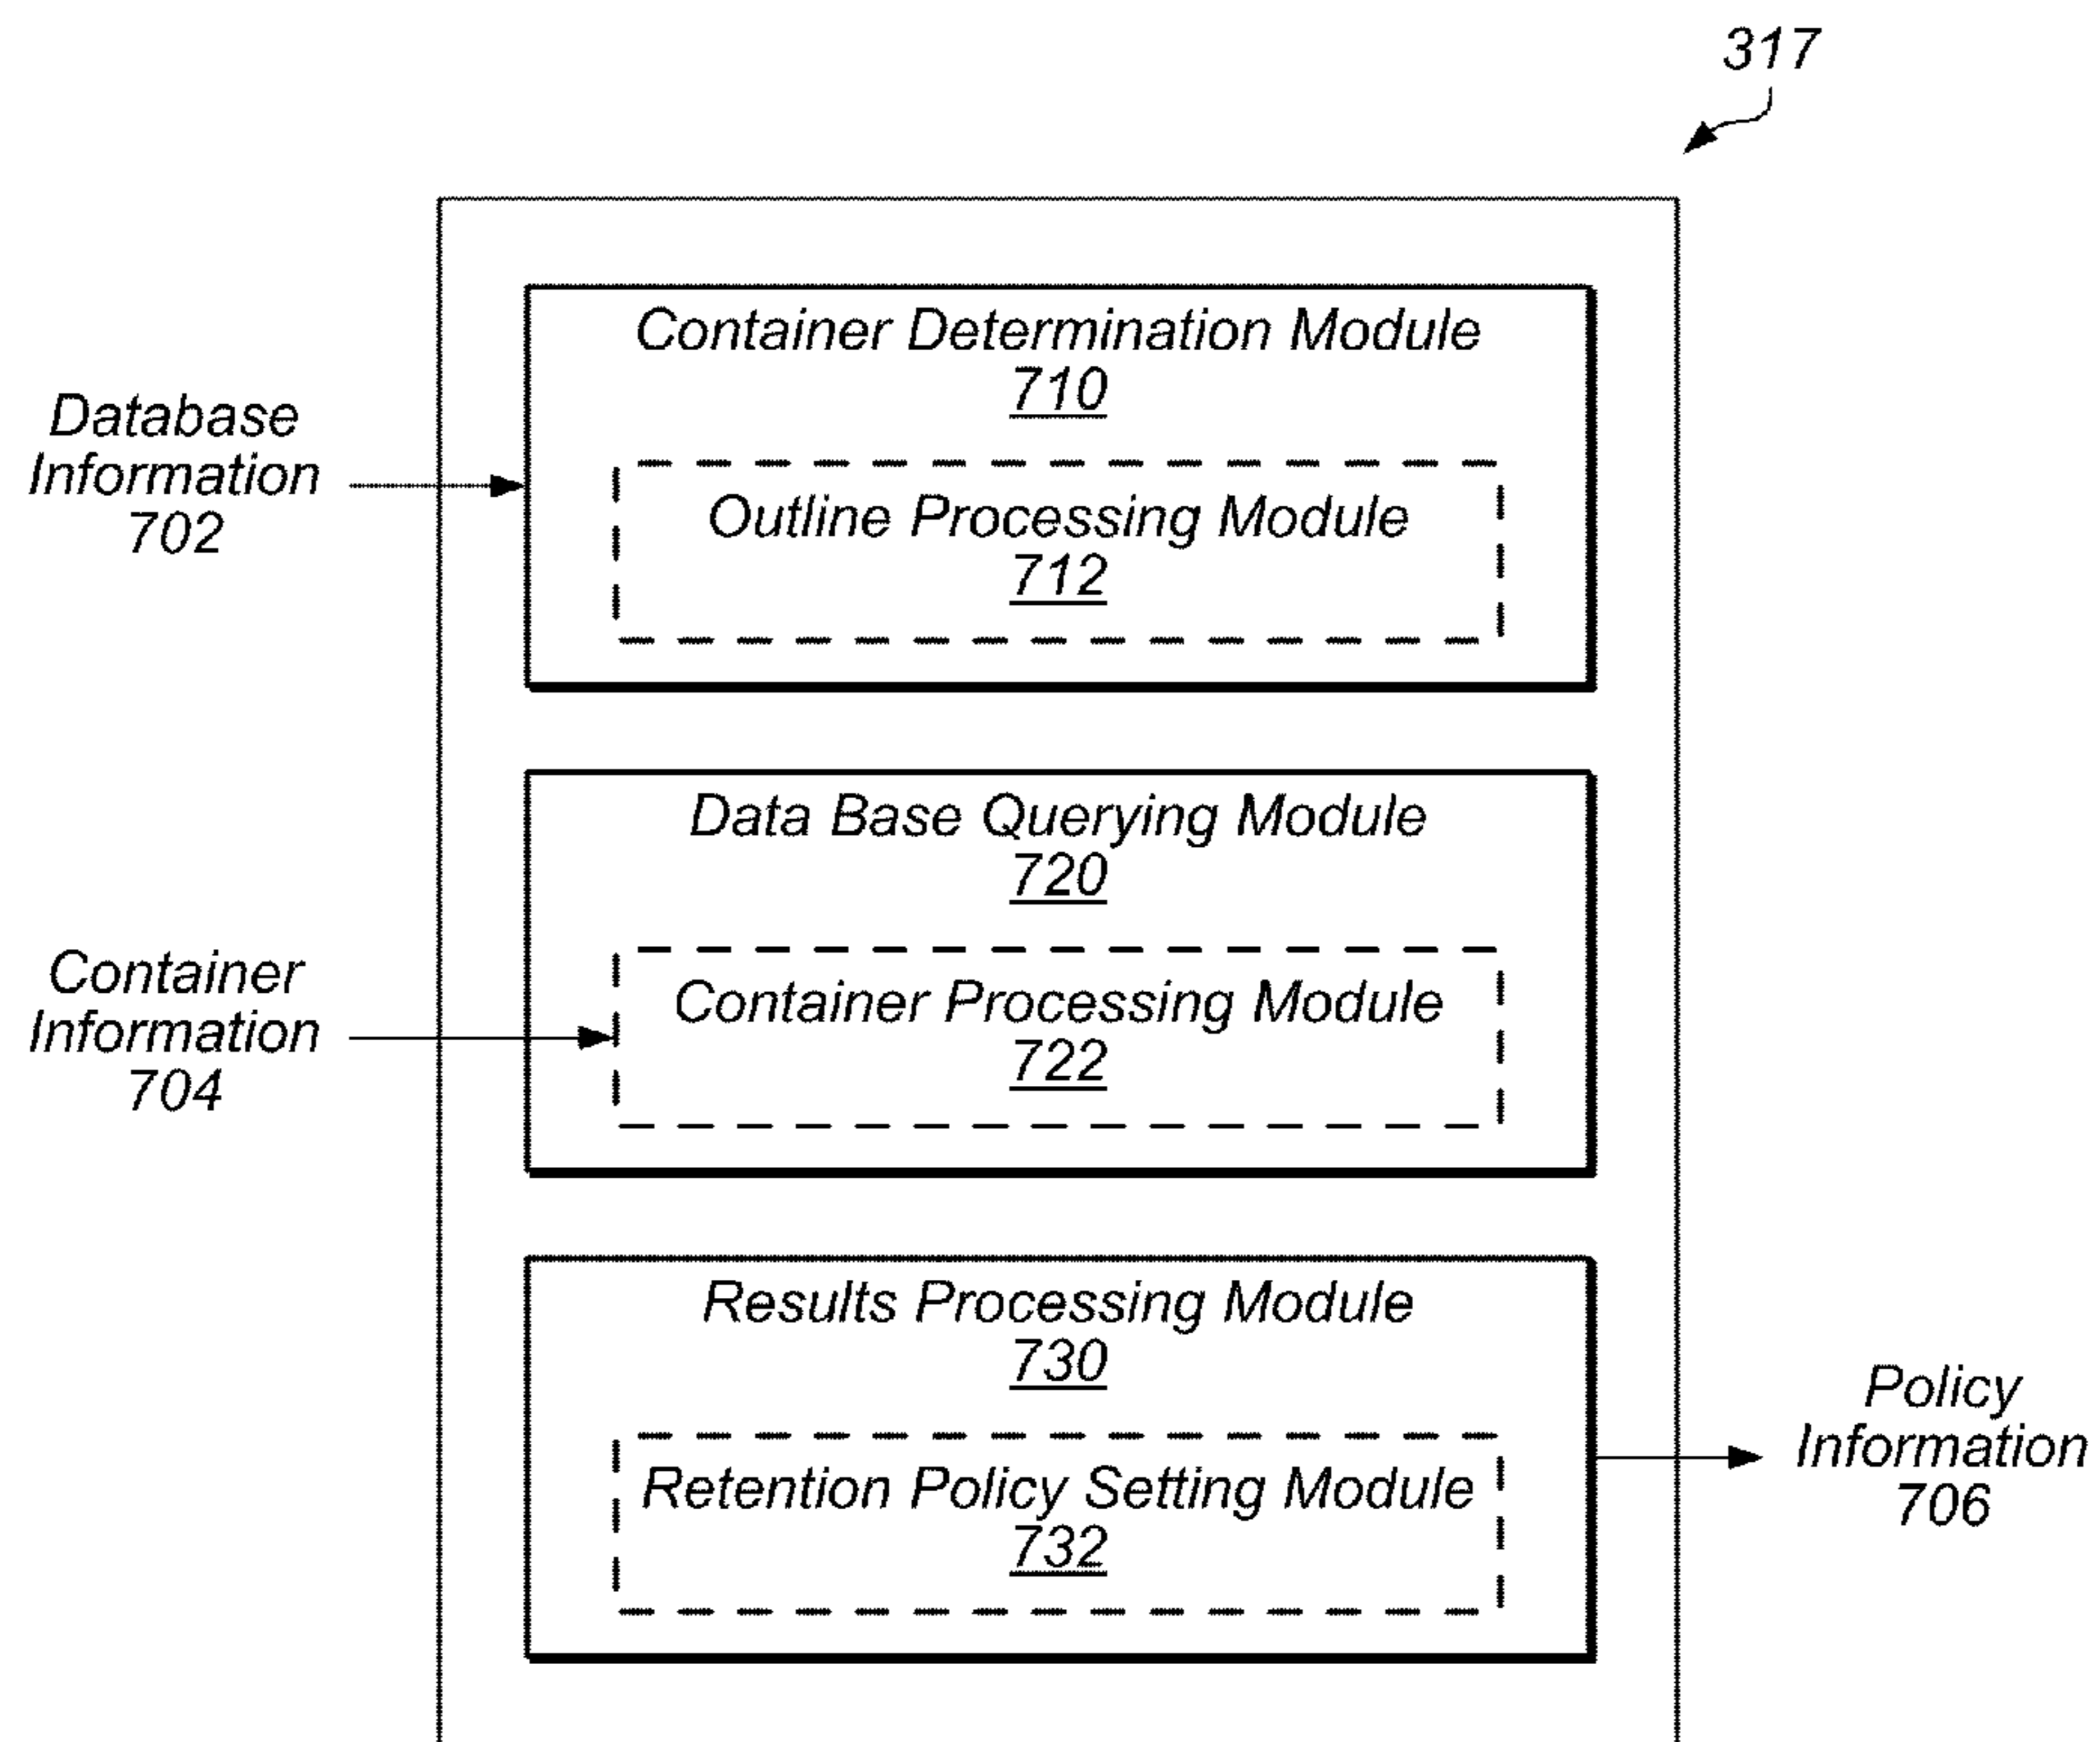 317
Container Determination Module
710
Database
Information
702
Outline Processing Module
712
Data Base Querying Module
720
Container
Information
704
Container Processing Module
722
Results Processing Module
730
Policy
Information
706
Retention Policy Setting Module
732